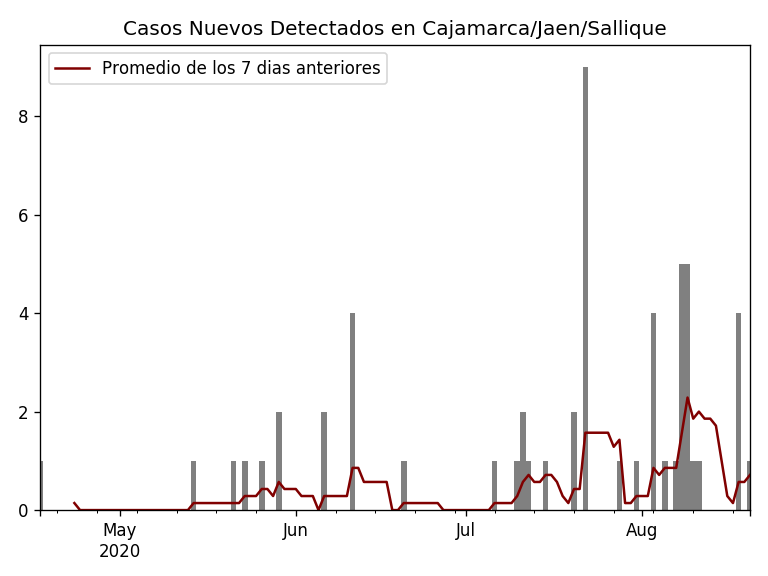 Casos Nuevos Detectados en Cajamarca/Jaen/Sallique
Promedio de los 7 dias anteriores
8
6
4
2
0
May Jun Jul Aug
2020